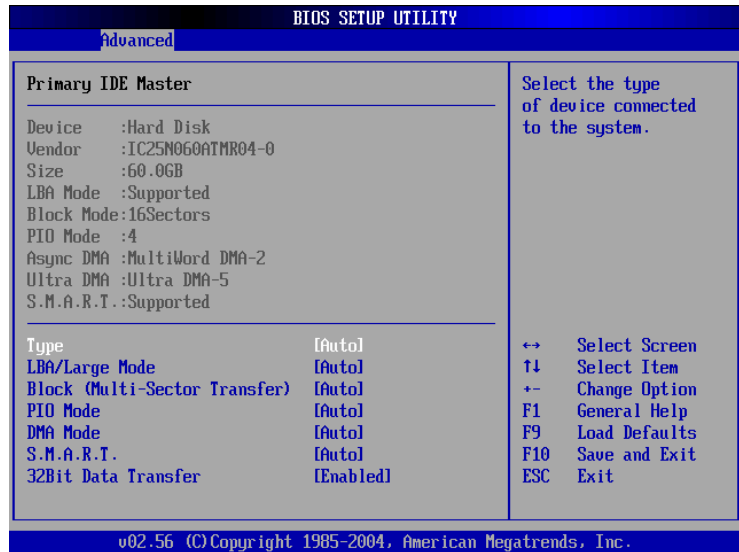 BIOS SETUP UTILITY
Advanced
Primary IDE Master
Device :Hard Disk
Vendor :IC25N060ATMR04-0
Size :60.0GB
LBA Mode :Supported
Block Mode:16Sectors
PIO Mode :4
Async DMA :MultiWord DMA-2
Ultra DMA :Ultra DMA-5
S.M.A.R.T.:Supported
Type [Auto]
LBA/Large Mode [Auto]
Block (Multi-Sector Transfer) [Auto]
PIO Mode [Auto]
DMA Mode [Auto]
S.M.A.R.T. [Auto]
32Bit Data Transfer [Enabled]
Select the type
of device connected
to the system.
↔ Select Screen
↑↓ Select Item
+- Change Option
F1 General Help
F9 Load Defaults
F10 Save and Exit
ESC Exit
v02.56 (C)Copyright 1985-2004, American Megatrends, Inc.